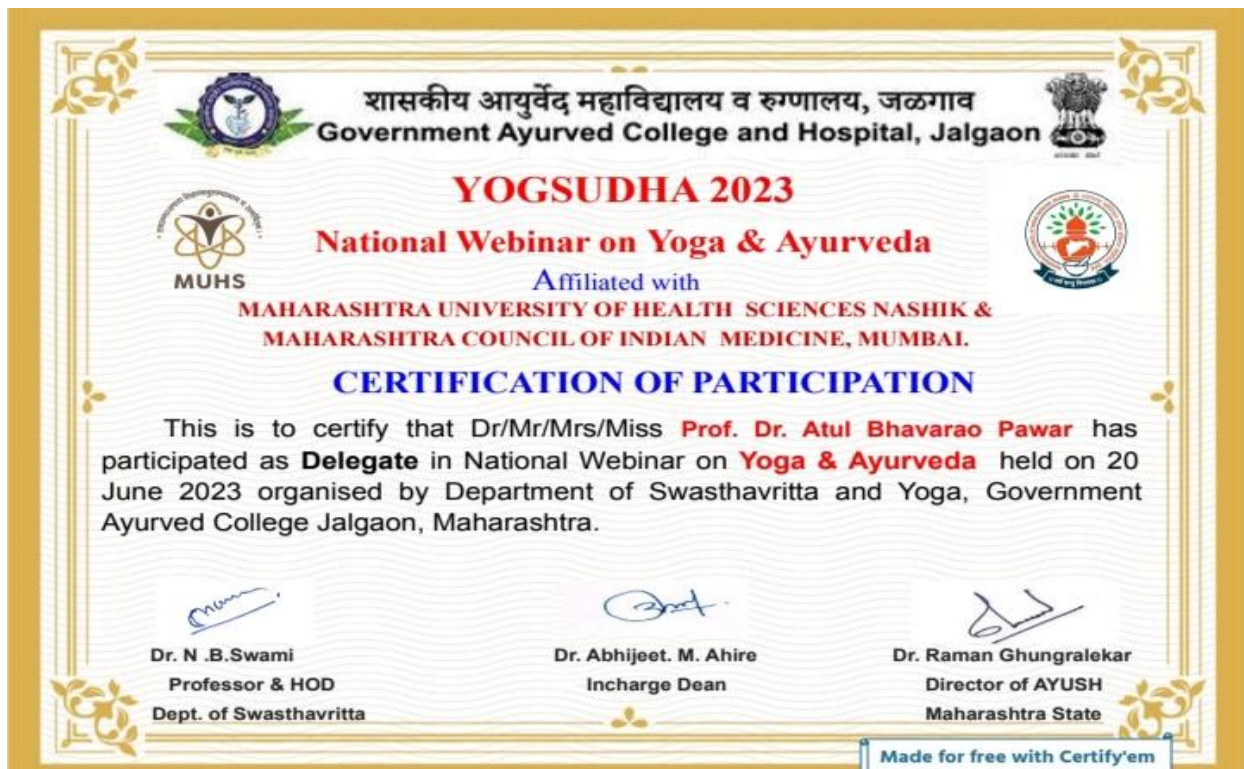 शासकीय आयुर्वेद महाविद्यालय व रुग्णालय, जळगाव
Government Ayurved College and Hospital, Jalgaon
YOGSUDHA 2023
National Webinar on Yoga & Ayurveda
MUHS
Affiliated with
MAHARASHTRA UNIVERSITY OF HEALTH SCIENCES NASHIK &
MAHARASHTRA COUNCIL OF INDIAN MEDICINE, MUMBAI.
CERTIFICATION OF PARTICIPATION
This is to certify that Dr/Mr/Mrs/Miss Prof. Dr. Atul Bhavarao Pawar has
participated as Delegate in National Webinar on Yoga & Ayurveda held on 20
June 2023 organised by Department of Swasthavritta and Yoga, Government
Ayurved College Jalgaon, Maharashtra.
Dr. N .B.Swami
Professor & HOD
Dept. of Swasthavritta
Dr. Abhijeet. M. Ahire
Incharge Dean
Dr. Raman Ghungralekar
Director of AYUSH
Maharashtra State
Made for free with Certify'em